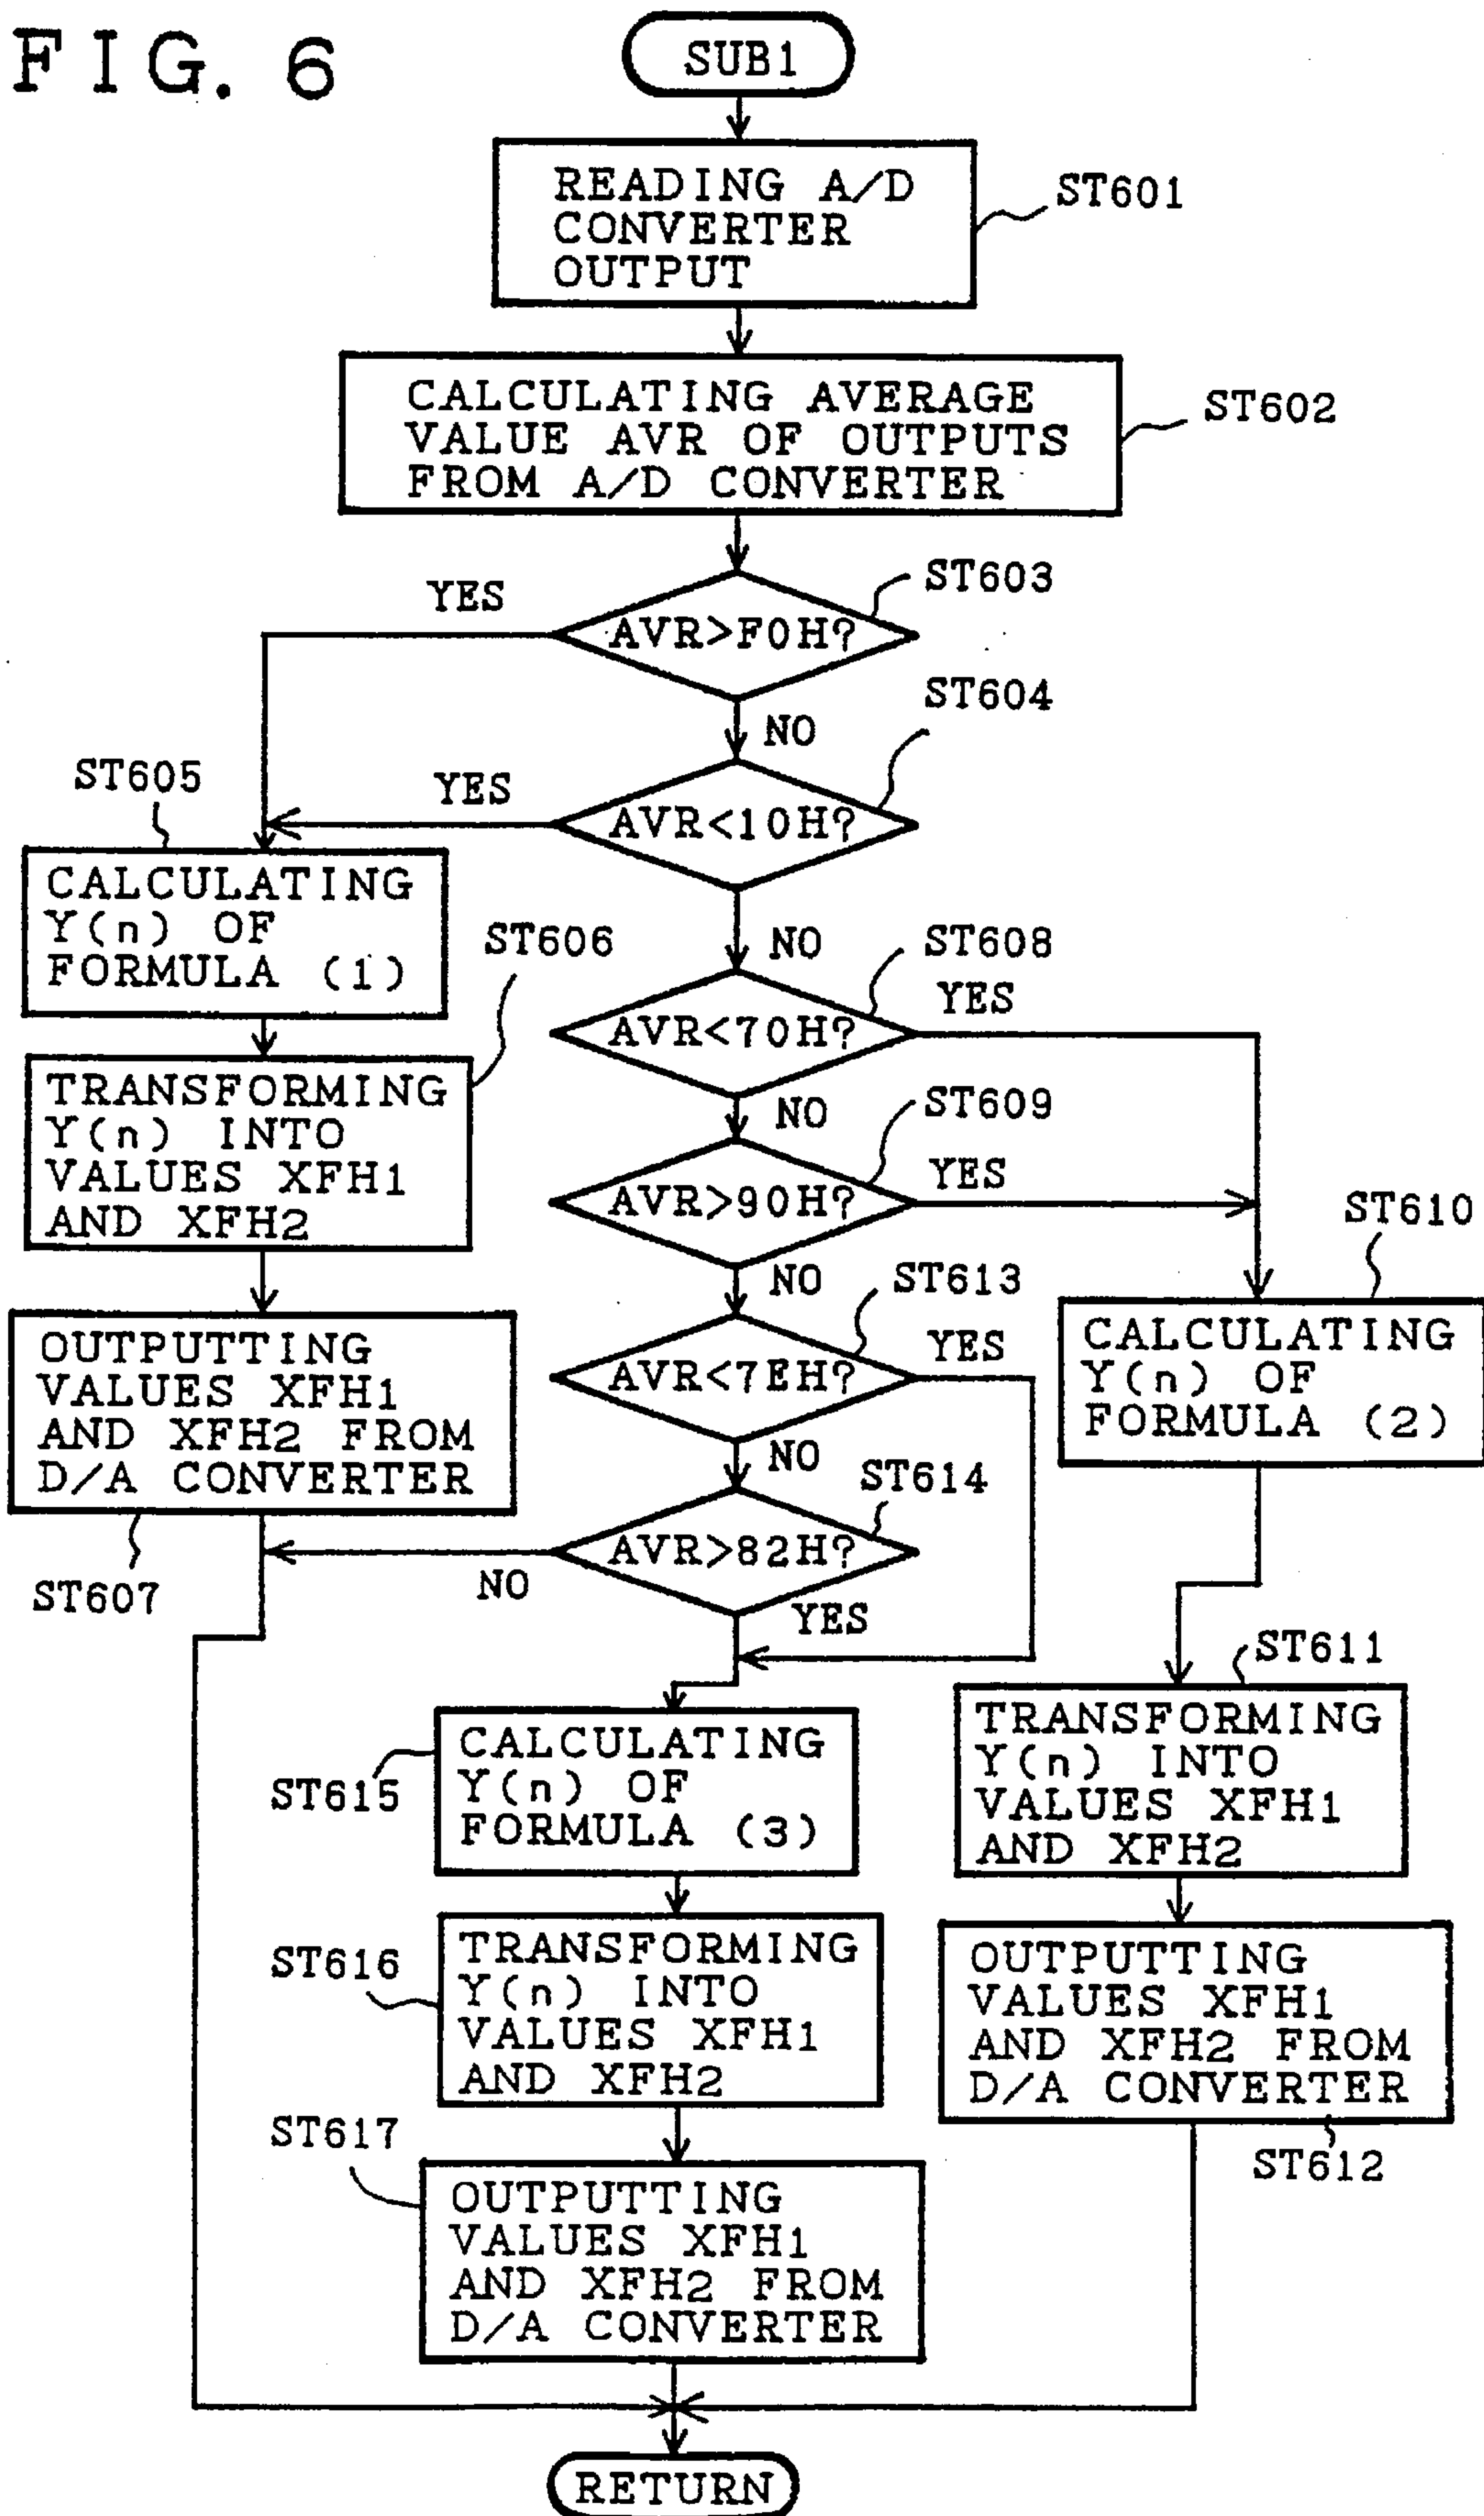 FIG. 6
SUB1
READING A/D
CONVERTER
OUTPUT
ST601
CALCULATING AVERAGE
VALUE AVR OF OUTPUTS
FROM A/D CONVERTER
ST602
AVR>F0H?
ST603
YES
NO
AVR<10H?
ST604
YES
NO
ST605
CALCULATING
Y(n) OF
FORMULA (1)
ST606
TRANSFORMING
Y(n) INTO
VALUES XFH1
AND XFH2
OUTPUTTING
VALUES XFH1
AND XFH2 FROM
D/A CONVERTER
ST607
AVR<70H?
ST608
YES
NO
AVR>90H?
ST609
YES
NO
ST610
CALCULATING
Y(n) OF
FORMULA (2)
AVR<7EH?
ST613
YES
NO
AVR>82H?
ST614
NO
YES
ST611
TRANSFORMING
Y(n) INTO
VALUES XFH1
AND XFH2
ST615
CALCULATING
Y(n) OF
FORMULA (3)
ST616
TRANSFORMING
Y(n) INTO
VALUES XFH1
AND XFH2
OUTPUTTING
VALUES XFH1
AND XFH2 FROM
D/A CONVERTER
ST612
ST617
OUTPUTTING
VALUES XFH1
AND XFH2 FROM
D/A CONVERTER
RETURN